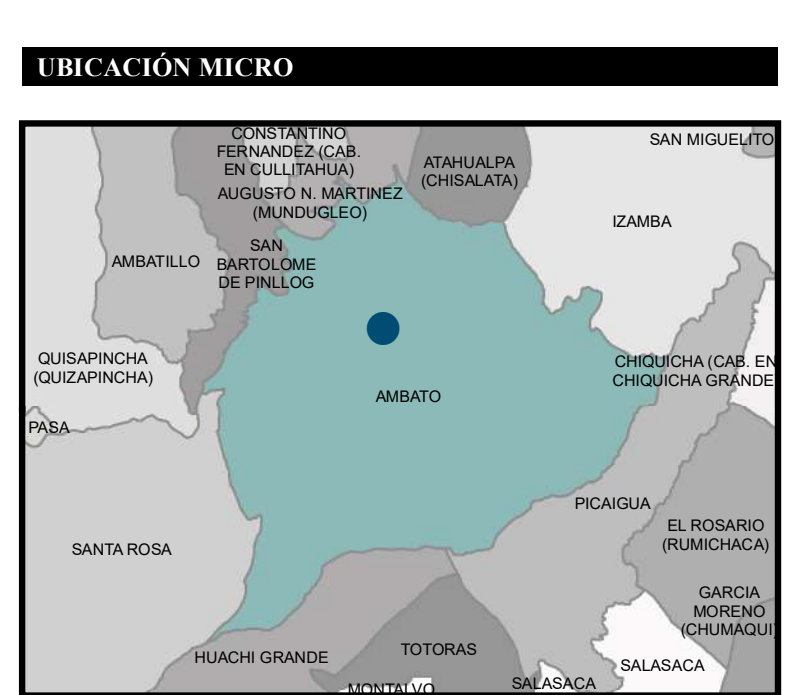 UBICACIÓN MICRO
CONSTANTINO
FERNANDEZ (CAB.
EN CULLITAHUA)
SAN MIGUELITO
ATAHUALPA
(CHISALATA)
AUGUSTO N. MARTINEZ
(MUNDUGLEO)
IZAMBA
SAN
BARTOLOME
DE PINLLOG
AMBATILLO
QUISAPINCHA
(QUIZAPINCHA)
CHIQUICHA (CAB. EN
CHIQUICHA GRANDE
AMBATO
PASA
PICAIGUA
EL ROSARIO
(RUMICHACA)
SANTA ROSA
GARCIA
MORENO
(CHUMAQUI)
HUACHI GRANDE
TOTORAS
SALASACA
MONTALVO
SALASACA